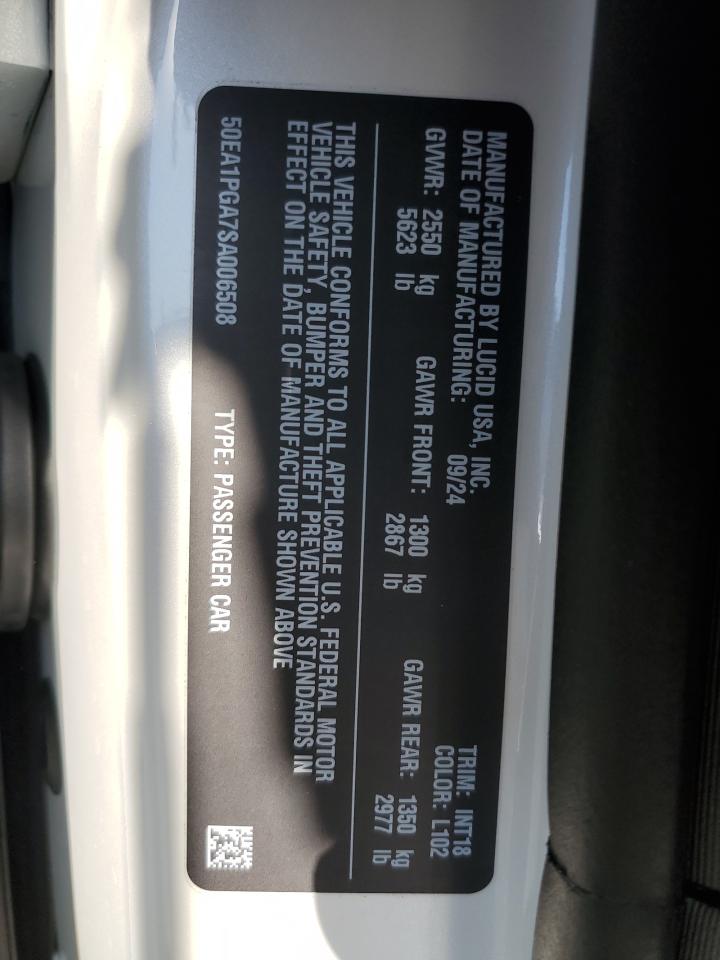 MANUFACTURED BY LUCID USA, INC.
DATE OF MANUFACTURING: 09/24 TRIM: INT18
COLOR: L102
GVWR: 2550 kg GAWR FRONT: 1300 kg GAWR REAR: 1350 kg
5623 lb 2867 lb 2977 lb
THIS VEHICLE CONFORMS TO ALL APPLICABLE U.S. FEDERAL MOTOR
VEHICLE SAFETY, BUMPER AND THEFT PREVENTION STANDARDS IN
EFFECT ON THE DATE OF MANUFACTURE SHOWN ABOVE
50EA1PGA7SA006508 TYPE: PASSENGER CAR